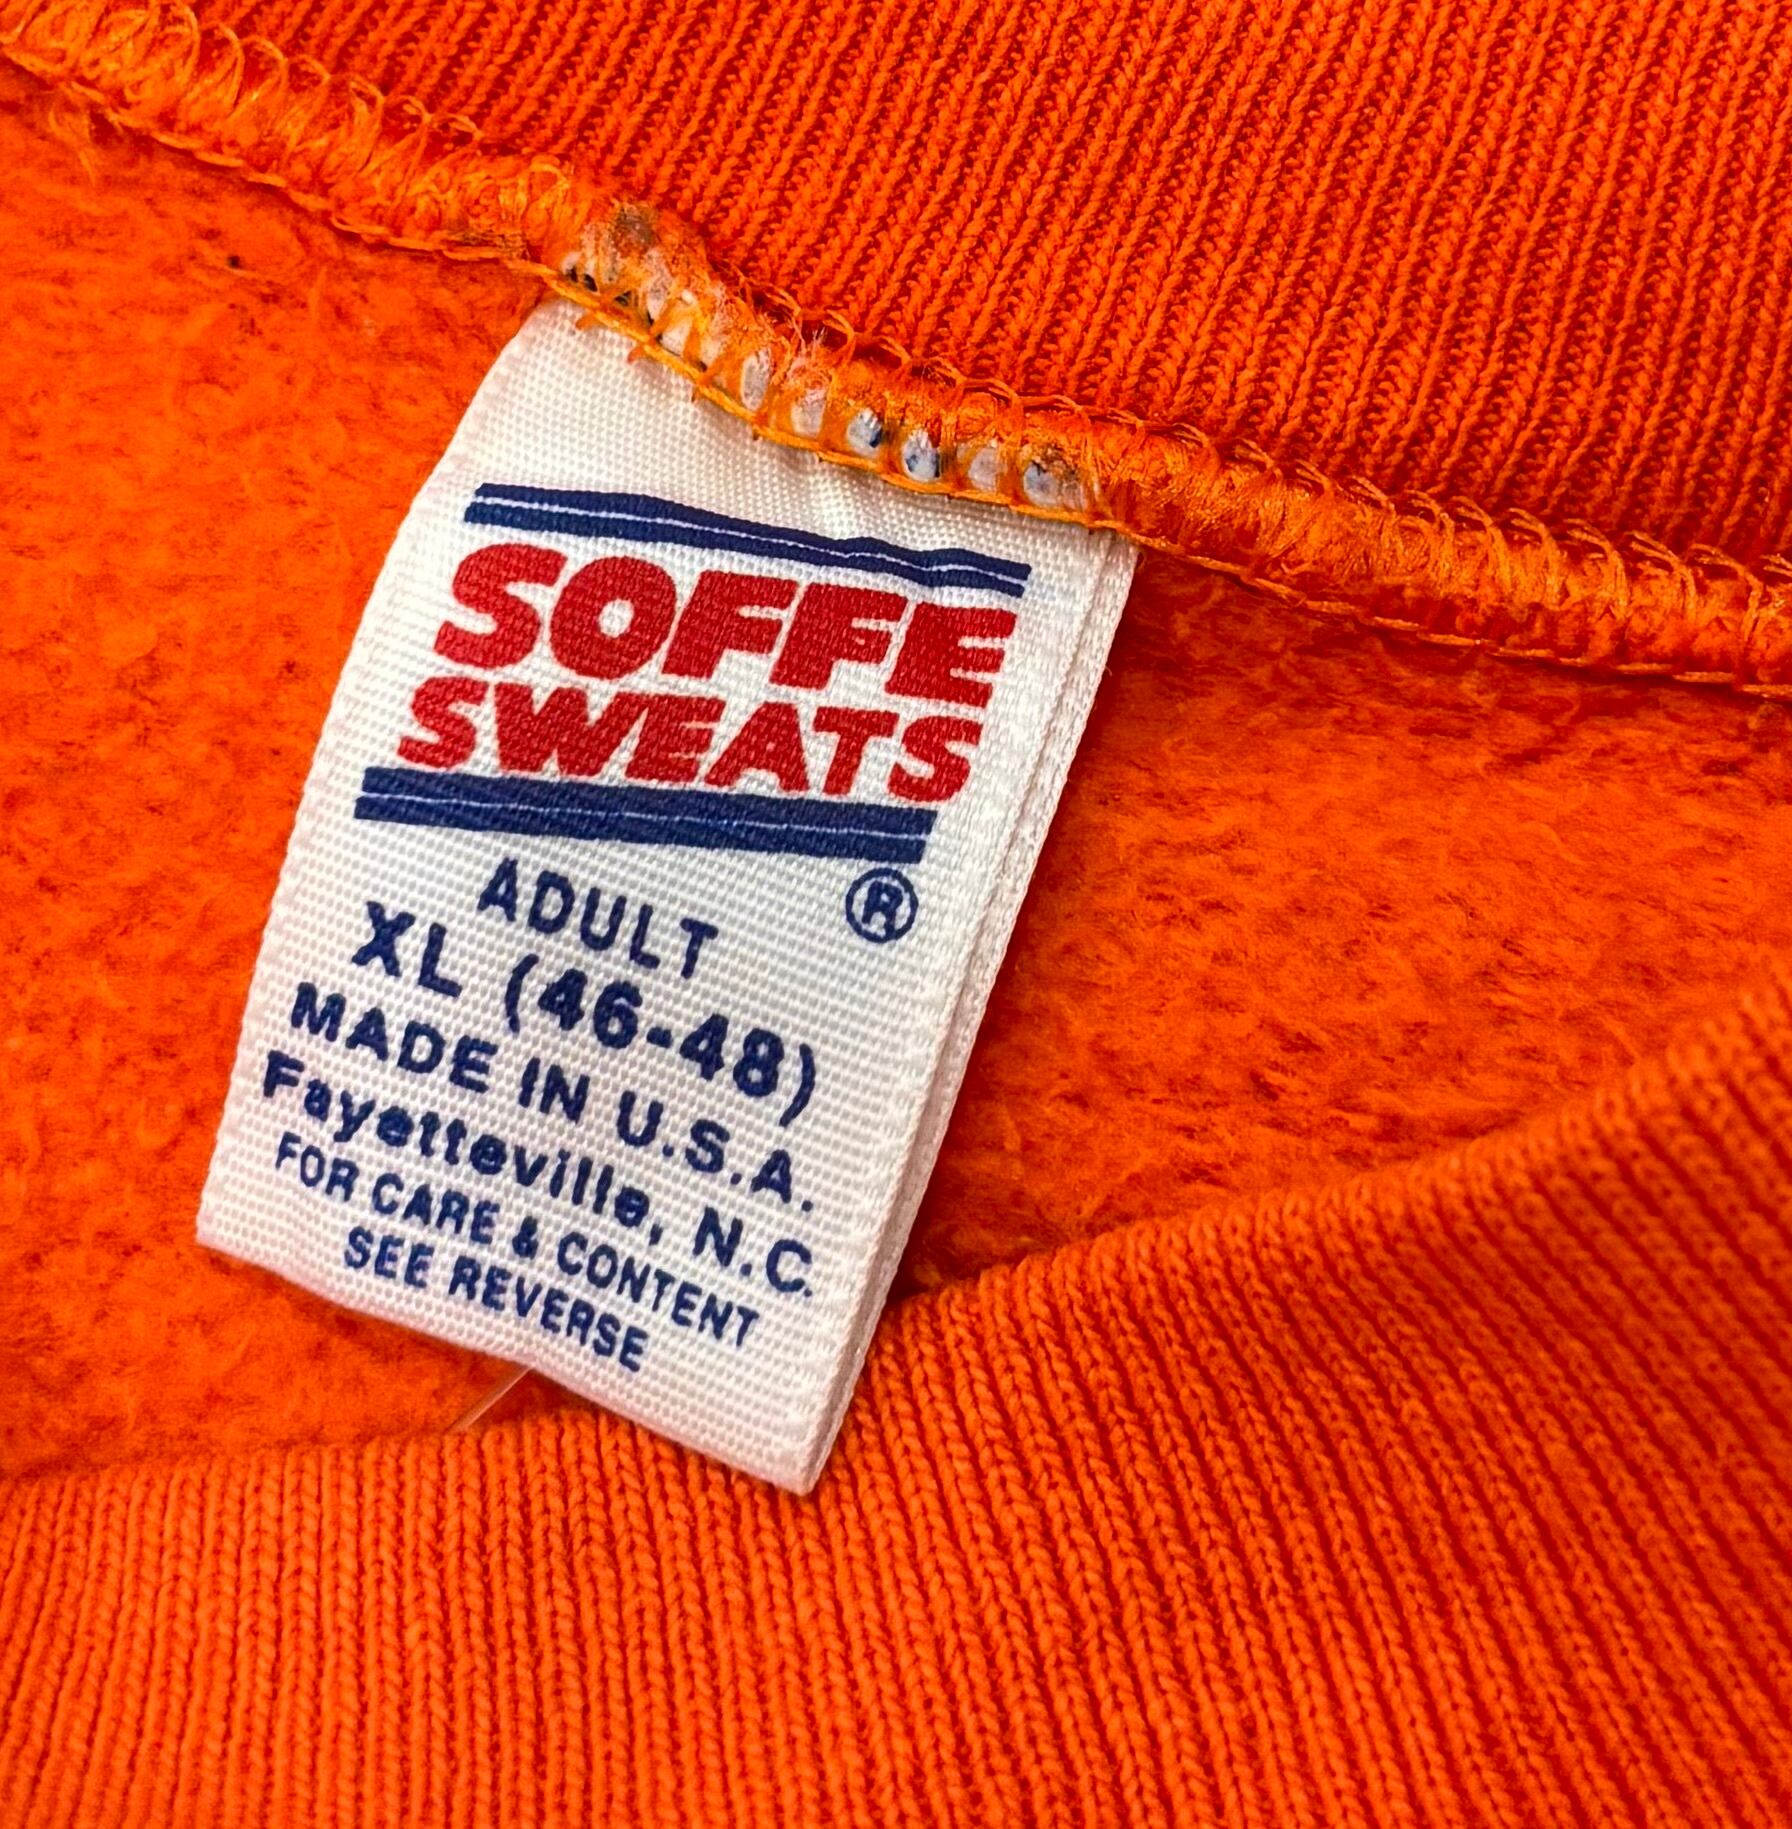 SOFFE
SWEATS
®
ADULT
XL (46-48)
MADE IN U.S.A.
Fayetteville, N.C.
FOR CARE & CONTENT
SEE REVERSE